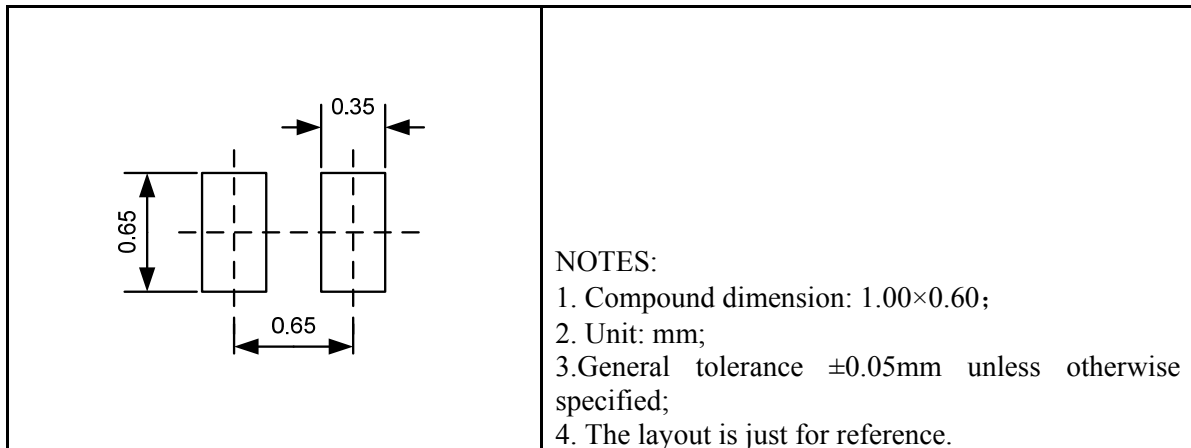 0.35
0.65
0.65
NOTES:
1. Compound dimension: 1.00×0.60；
2. Unit: mm;
3.General tolerance ±0.05mm unless otherwise
specified;
4. The layout is just for reference.